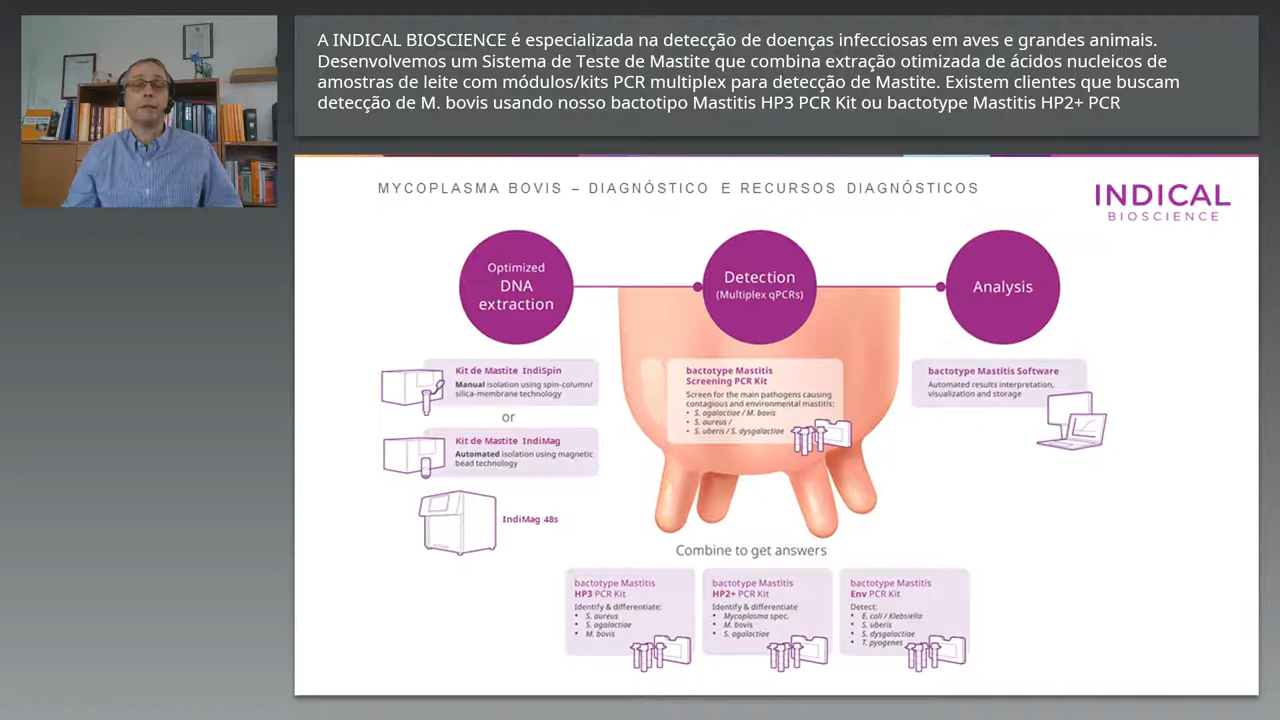 A INDICAL BIOSCIENCE é especializada na detecção de doenças infecciosas em aves e grandes animais.
Desenvolvemos um Sistema de Teste de Mastite que combina extração otimizada de ácidos nucleicos de
amostras de leite com módulos/kits PCR multiplex para detecção de Mastite. Existem clientes que buscam
detecção de M. bovis usando nosso bactotipo Mastitis HP3 PCR Kit ou bactotype Mastitis HP2+ PCR
MYCOPLASMA BOVIS – DIAGNÓSTICO E RECURSOS DIAGNÓSTICOS
INDICAL
BIOSCIENCE
Optimized
DNA
extraction
Detection
(Multiplex qPCRs)
Analysis
Kit de Mastite IndiSpin
Manual isolation using spin-column/
silica-membrane technology
or
Kit de Mastite IndiMag
Automated isolation using magnetic
bead technology
IndiMag 48s
bactotype Mastitis
Screening PCR Kit
Screen for the main pathogens causing
contagious and environmental mastitis:
• S. agalactiae / M. bovis
• S. aureus /
• S. uberis / S. dysgalactiae
bactotype Mastitis Software
Automated results interpretation,
visualization and storage
Combine to get answers
bactotype Mastitis
HP3 PCR Kit
Identify & differentiate:
• S. aureus
• S. agalactiae
• M. bovis
bactotype Mastitis
HP2+ PCR Kit
Identify & differentiate
• Mycoplasma spec.
• M. bovis
• S. agalactiae
bactotype Mastitis
Env PCR Kit
Detect:
• E. coli / Klebsiella
• S. uberis
• S. dysgalactiae
• T. pyogenes